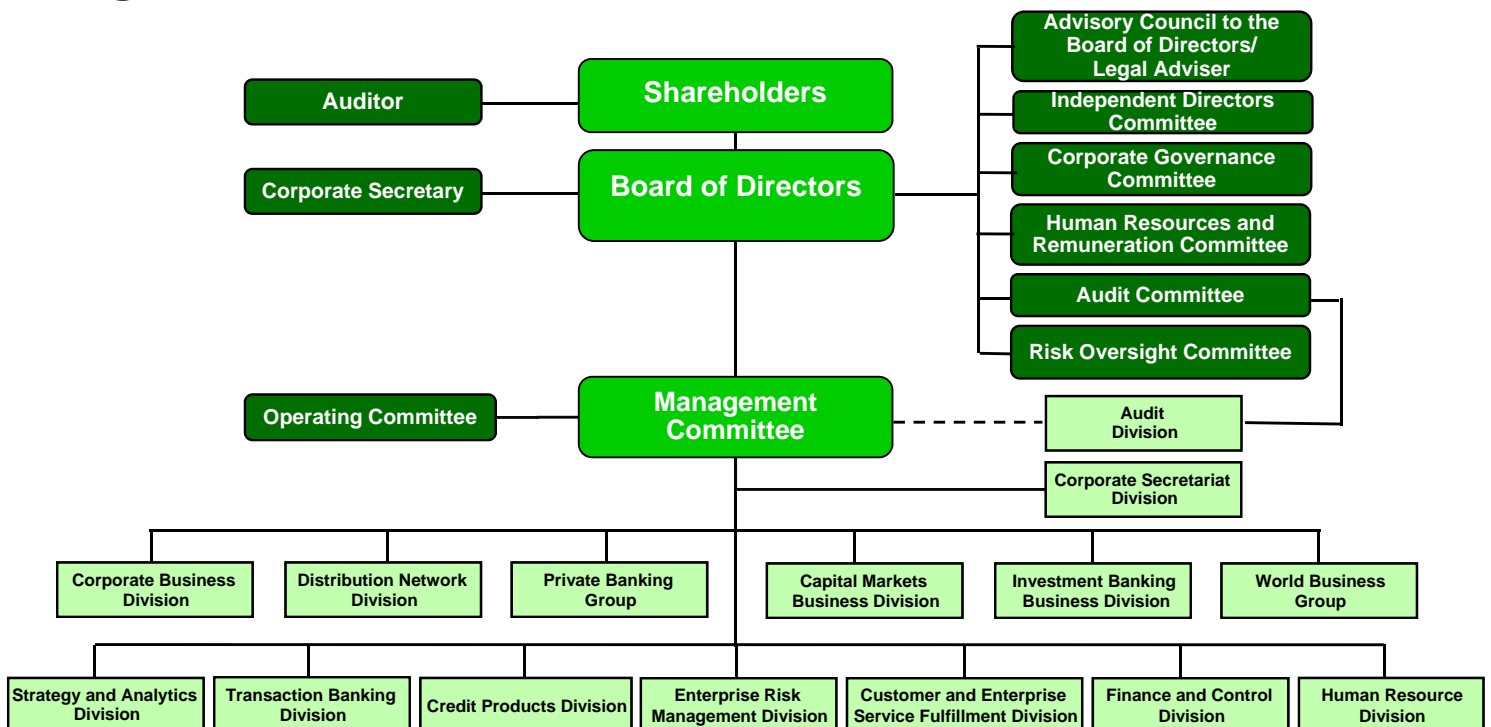 Advisory Council to the
Board of Directors/
Legal Adviser
Shareholders
Auditor
Independent Directors
Committee
Corporate Governance
Committee
Board of Directors
Corporate Secretary
Human Resources and
Remuneration Committee
Audit Committee
Risk Oversight Committee
Management
Committee
Operating Committee
Audit
Division
Corporate Secretariat
Division
Corporate Business
Division
Distribution Network
Division
Private Banking
Group
Capital Markets
Business Division
Investment Banking
Business Division
World Business
Group
Strategy and Analytics
Division
Transaction Banking
Division
Credit Products Division
Enterprise Risk
Management Division
Customer and Enterprise
Service Fulfillment Division
Finance and Control
Division
Human Resource
Division